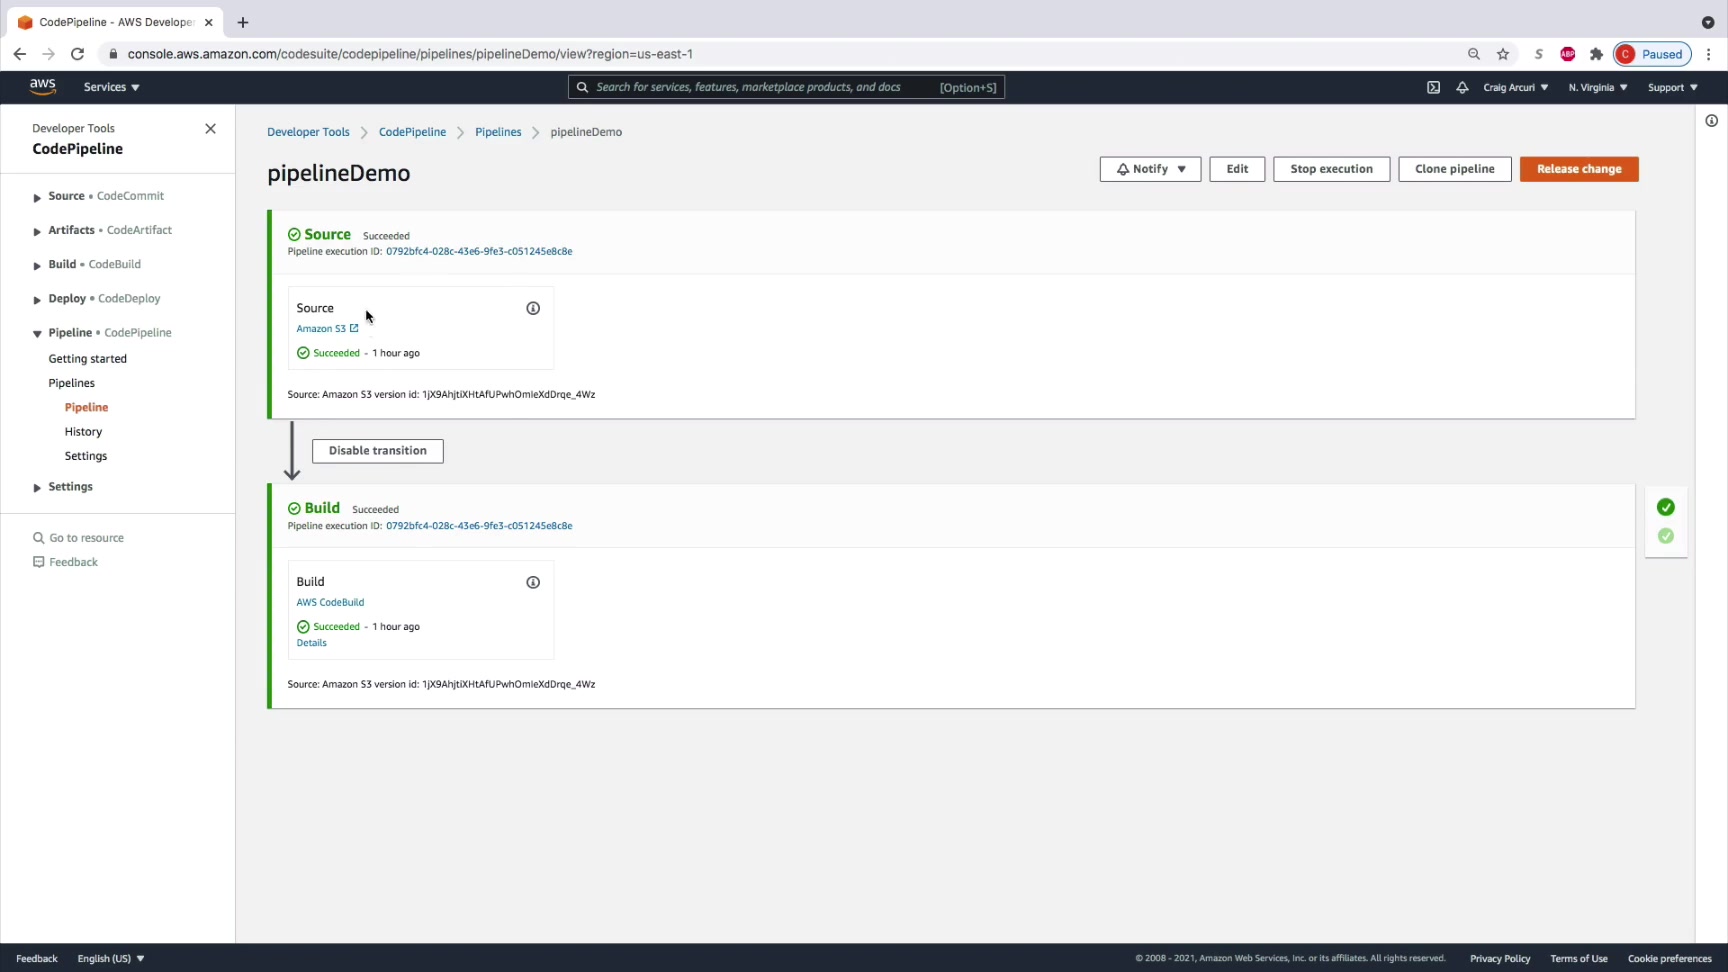 CodePipeline - AWS Developer
console.aws.amazon.com/codesuite/codepipeline/pipelines/pipelineDemo/view?region=us-east-1
S
ABP
C Paused
aws
Services
Search for services, features, marketplace products, and docs [Option+S]
Craig Arcuri
N. Virginia
Support
Developer Tools
CodePipeline
Source • CodeCommit
Artifacts • CodeArtifact
Build • CodeBuild
Deploy • CodeDeploy
Pipeline • CodePipeline
Getting started
Pipelines
Pipeline
History
Settings
Settings
Go to resource
Feedback
Developer Tools
CodePipeline
Pipelines
pipelineDemo
pipelineDemo
Notify
Edit
Stop execution
Clone pipeline
Release change
Source Succeeded
Pipeline execution ID: 0792bfc4-028c-43e6-9fe3-c051245e8c8e
Source
Amazon S3
Succeeded - 1 hour ago
Source: Amazon S3 version id: 1jX9AhjtiXHtAfUPwhOmIeXdDrqe_4Wz
Disable transition
Build Succeeded
Pipeline execution ID: 0792bfc4-028c-43e6-9fe3-c051245e8c8e
Build
AWS CodeBuild
Succeeded - 1 hour ago
Details
Source: Amazon S3 version id: 1jX9AhjtiXHtAfUPwhOmIeXdDrqe_4Wz
Feedback
English (US)
© 2008 - 2021, Amazon Web Services, Inc. or its affiliates. All rights reserved.
Privacy Policy
Terms of Use
Cookie preferences